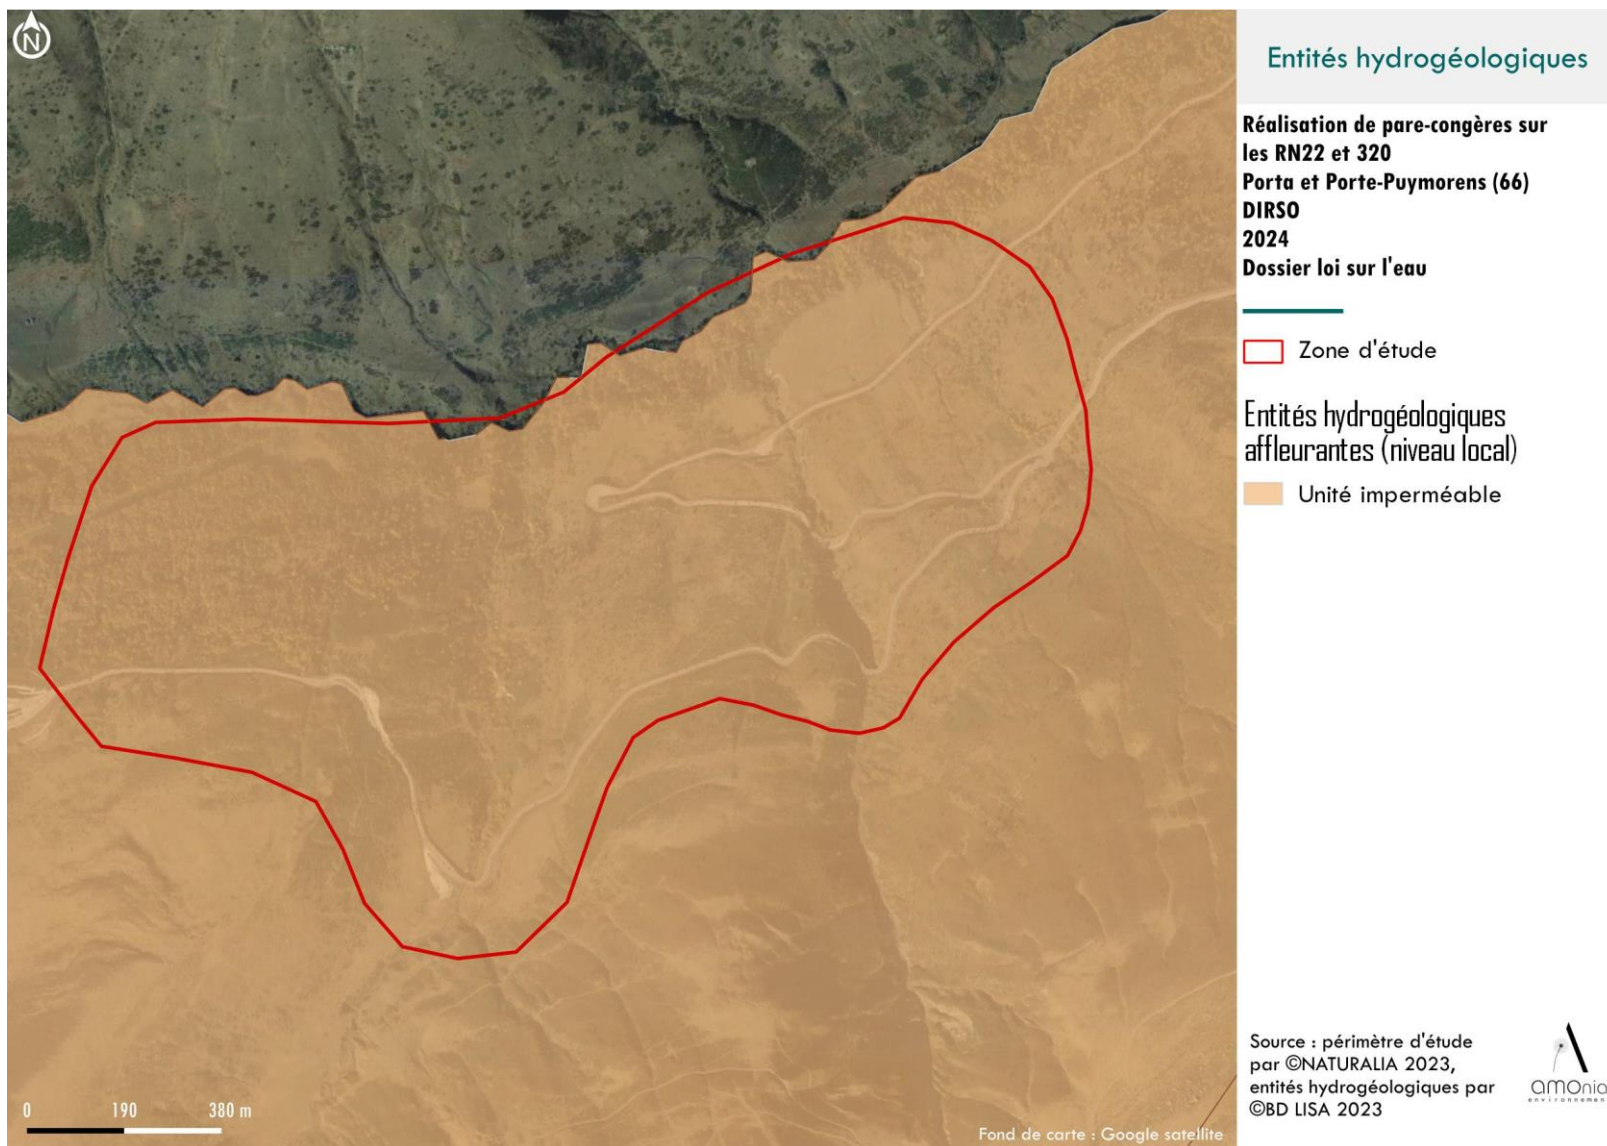 N
Entités hydrogéologiques
Réalisation de pare-congères sur
les RN22 et 320
Porta et Porte-Puymorens (66)
DIRSO
2024
Dossier loi sur l'eau
Zone d'étude
Entités hydrogéologiques
affleurantes (niveau local)
Unité imperméable
Source : périmètre d'étude
par ©NATURALIA 2023,
entités hydrogéologiques par
©BD LISA 2023
amOnia
environnement
0 190 380 m
Fond de carte : Google satellite